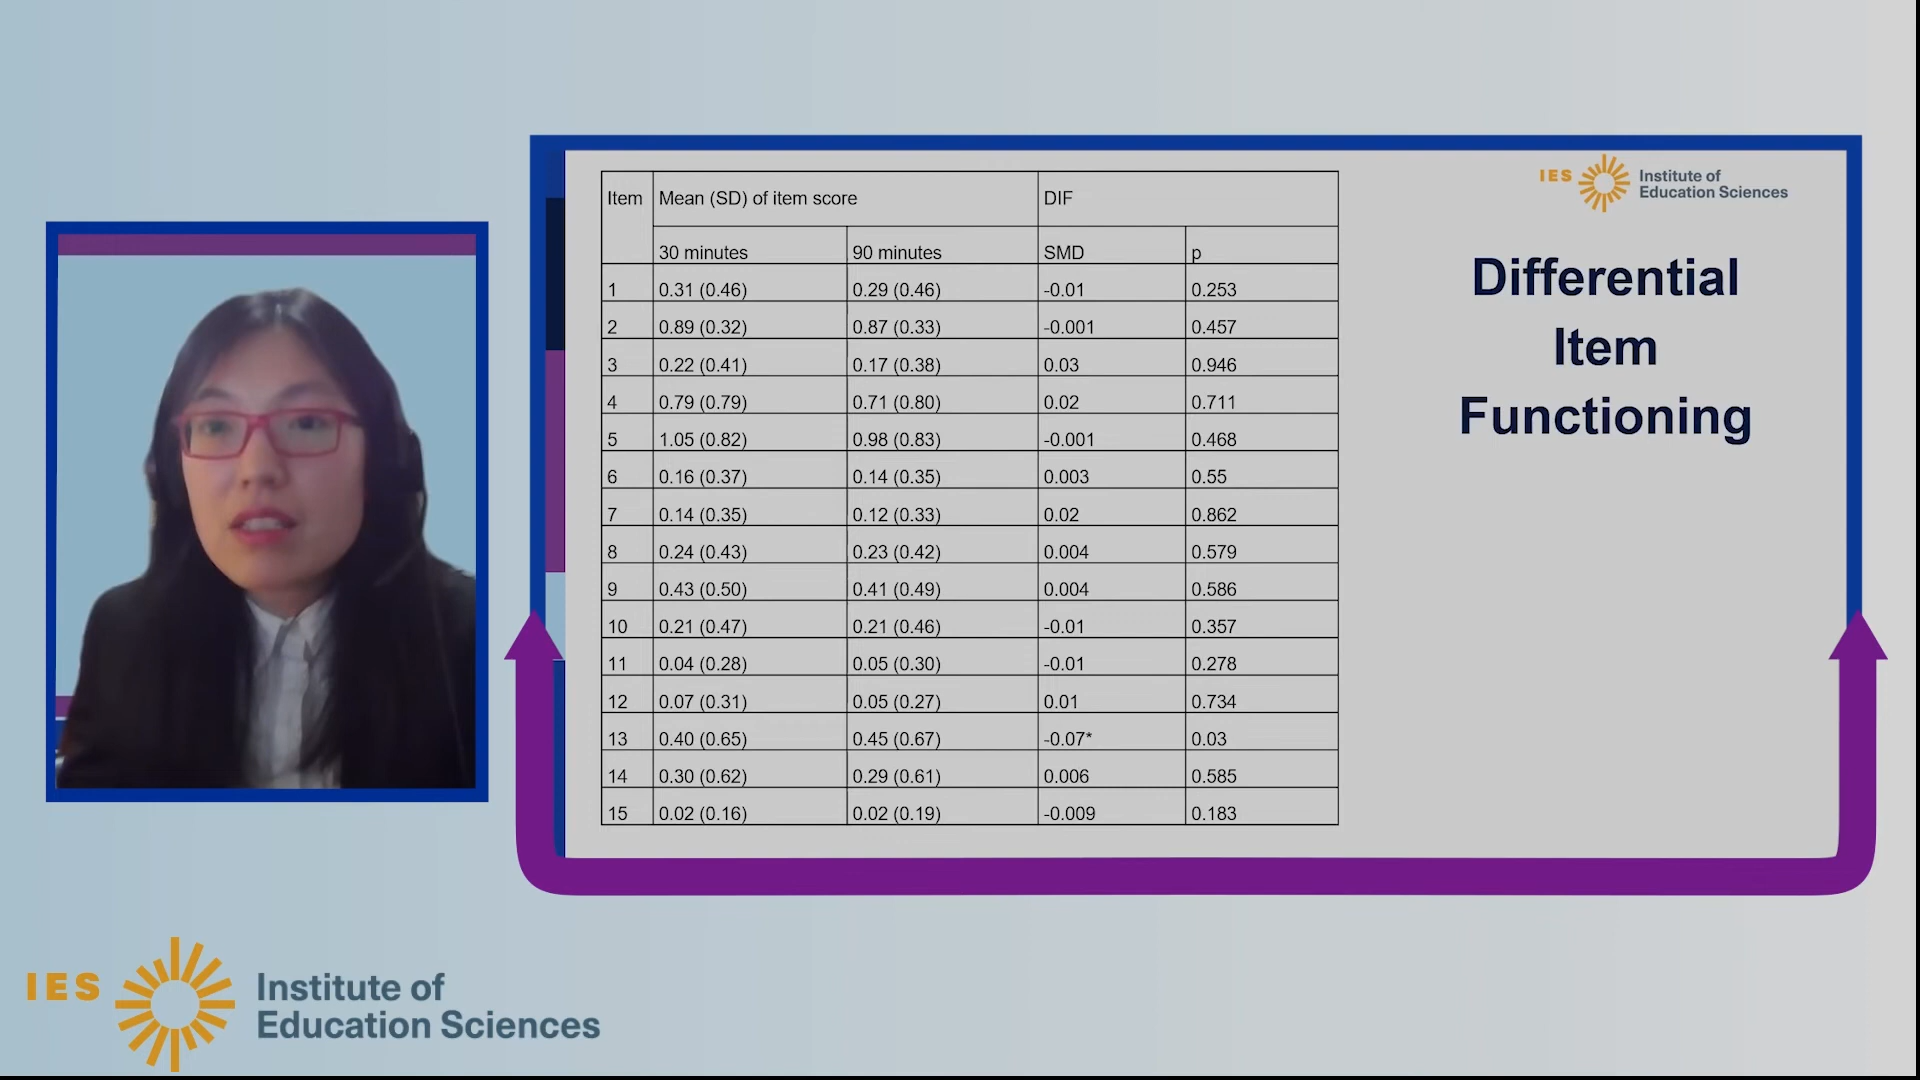 Item Mean (SD) of item score DIF
30 minutes 90 minutes SMD p
1 0.31 (0.46) 0.29 (0.46) -0.01 0.253
2 0.89 (0.32) 0.87 (0.33) -0.001 0.457
3 0.22 (0.41) 0.17 (0.38) 0.03 0.946
4 0.79 (0.79) 0.71 (0.80) 0.02 0.711
5 1.05 (0.82) 0.98 (0.83) -0.001 0.468
6 0.16 (0.37) 0.14 (0.35) 0.003 0.55
7 0.14 (0.35) 0.12 (0.33) 0.02 0.862
8 0.24 (0.43) 0.23 (0.42) 0.004 0.579
9 0.43 (0.50) 0.41 (0.49) 0.004 0.586
10 0.21 (0.47) 0.21 (0.46) -0.01 0.357
11 0.04 (0.28) 0.05 (0.30) -0.01 0.278
12 0.07 (0.31) 0.05 (0.27) 0.01 0.734
13 0.40 (0.65) 0.45 (0.67) -0.07* 0.03
14 0.30 (0.62) 0.29 (0.61) 0.006 0.585
15 0.02 (0.16) 0.02 (0.19) -0.009 0.183
IES Institute of
Education Sciences
Differential
Item
Functioning
IES Institute of
Education Sciences